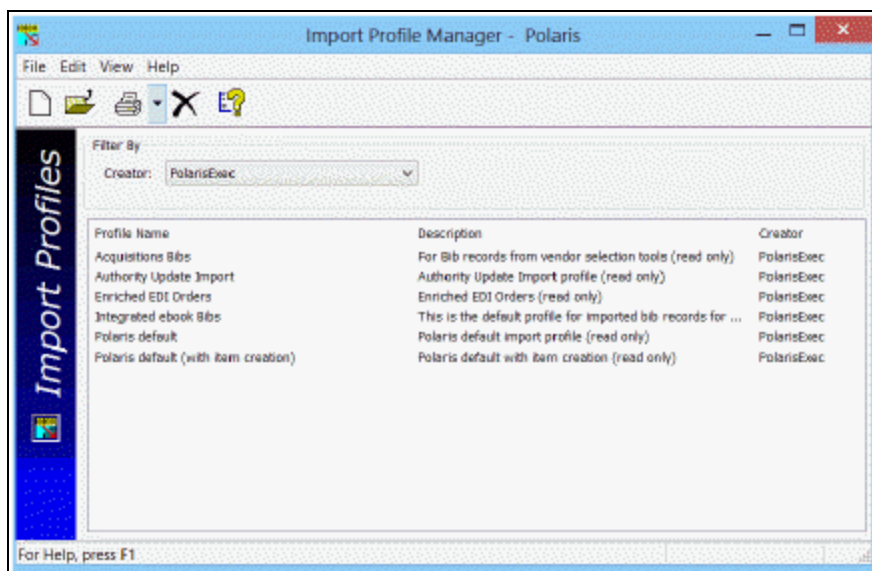 Import Profile Manager - Polaris
File Edit View Help
Import Profiles
Filter By
Creator: PolarisExec
Profile Name Description Creator
Acquisitions Bibs For Bib records from vendor selection tools (read only) PolarisExec
Authority Update Import Authority Update Import profile (read only) PolarisExec
Enriched EDI Orders Enriched EDI Orders (read only) PolarisExec
Integrated ebook Bibs This is the default profile for imported bib records for ... PolarisExec
Polaris default Polaris default import profile (read only) PolarisExec
Polaris default (with item creation) Polaris default with item creation (read only) PolarisExec
For Help, press F1